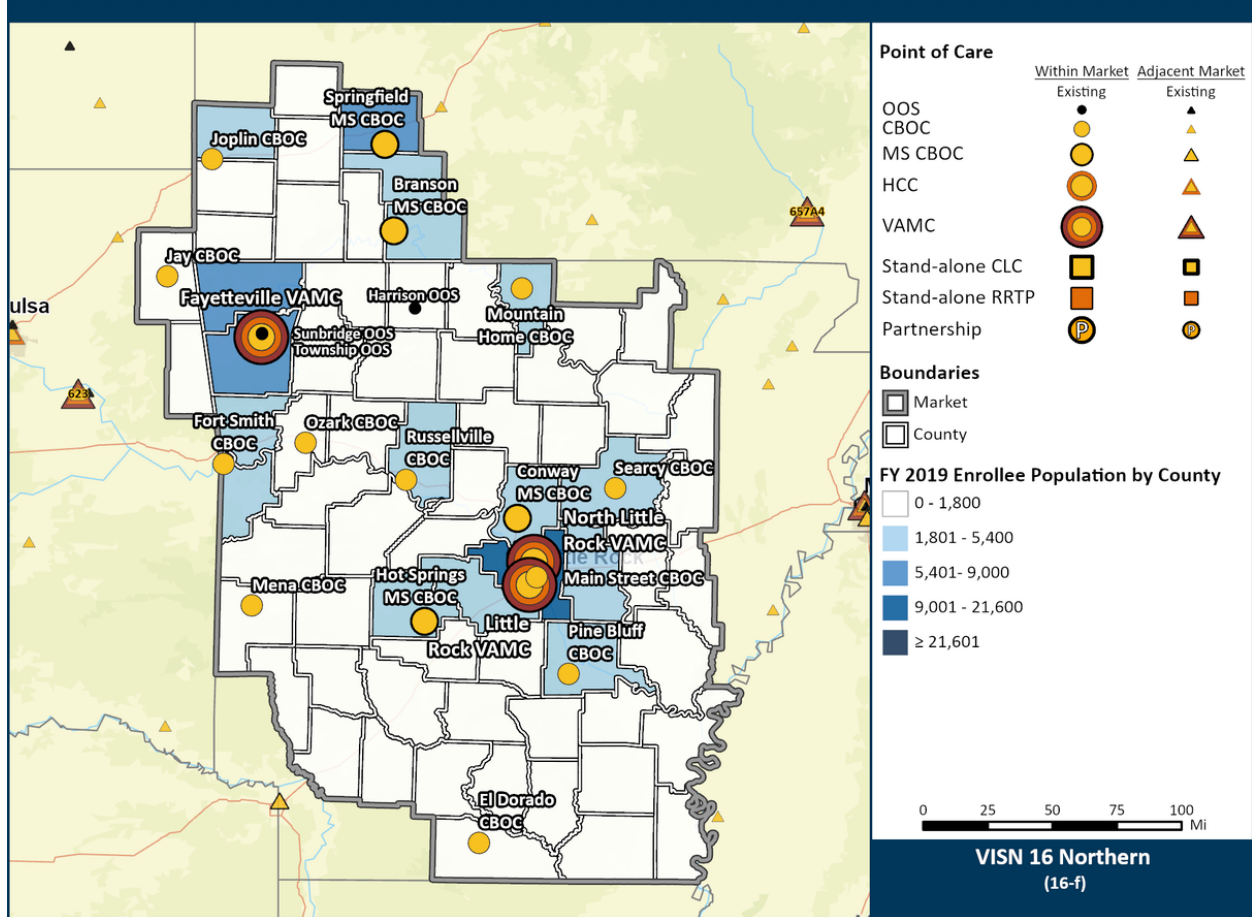 Springfield
MS CBOC
Joplin CBOC
Branson
MS CBOC
657A4
Jay CBOC
Fayetteville VAMC
Harrison OOS
ulsa
Mountain
Home CBOC
Sunbridge OOS
Township OOS
623
Fort Smith
CBOC
Ozark CBOC
Russellville
CBOC
Conway
MS CBOC
Searcy CBOC
North Little
Rock VAMC
tle Rock
Mena CBOC
Hot Springs
MS CBOC
Main Street CBOC
Little
Rock VAMC
Pine Bluff
CBOC
El Dorado
CBOC
Point of Care
Within Market Adjacent Market
Existing Existing
OOS
CBOC
MS CBOC
HCC
VAMC
Stand-alone CLC
Stand-alone RRTP
Partnership P P
Boundaries
Market
County
FY 2019 Enrollee Population by County
0 - 1,800
1,801 - 5,400
5,401- 9,000
9,001 - 21,600
≥ 21,601
0 25 50 75 100
Mi
VISN 16 Northern
(16-f)